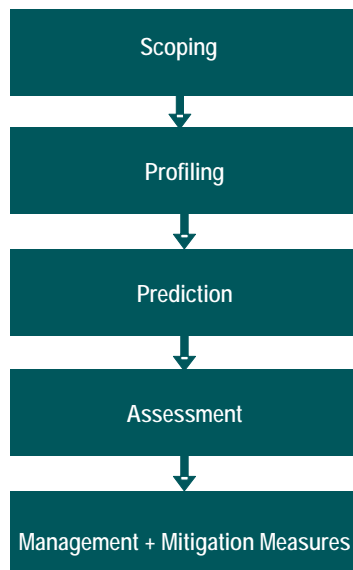 Scoping
Profiling
Prediction
Assessment
Management + Mitigation Measures